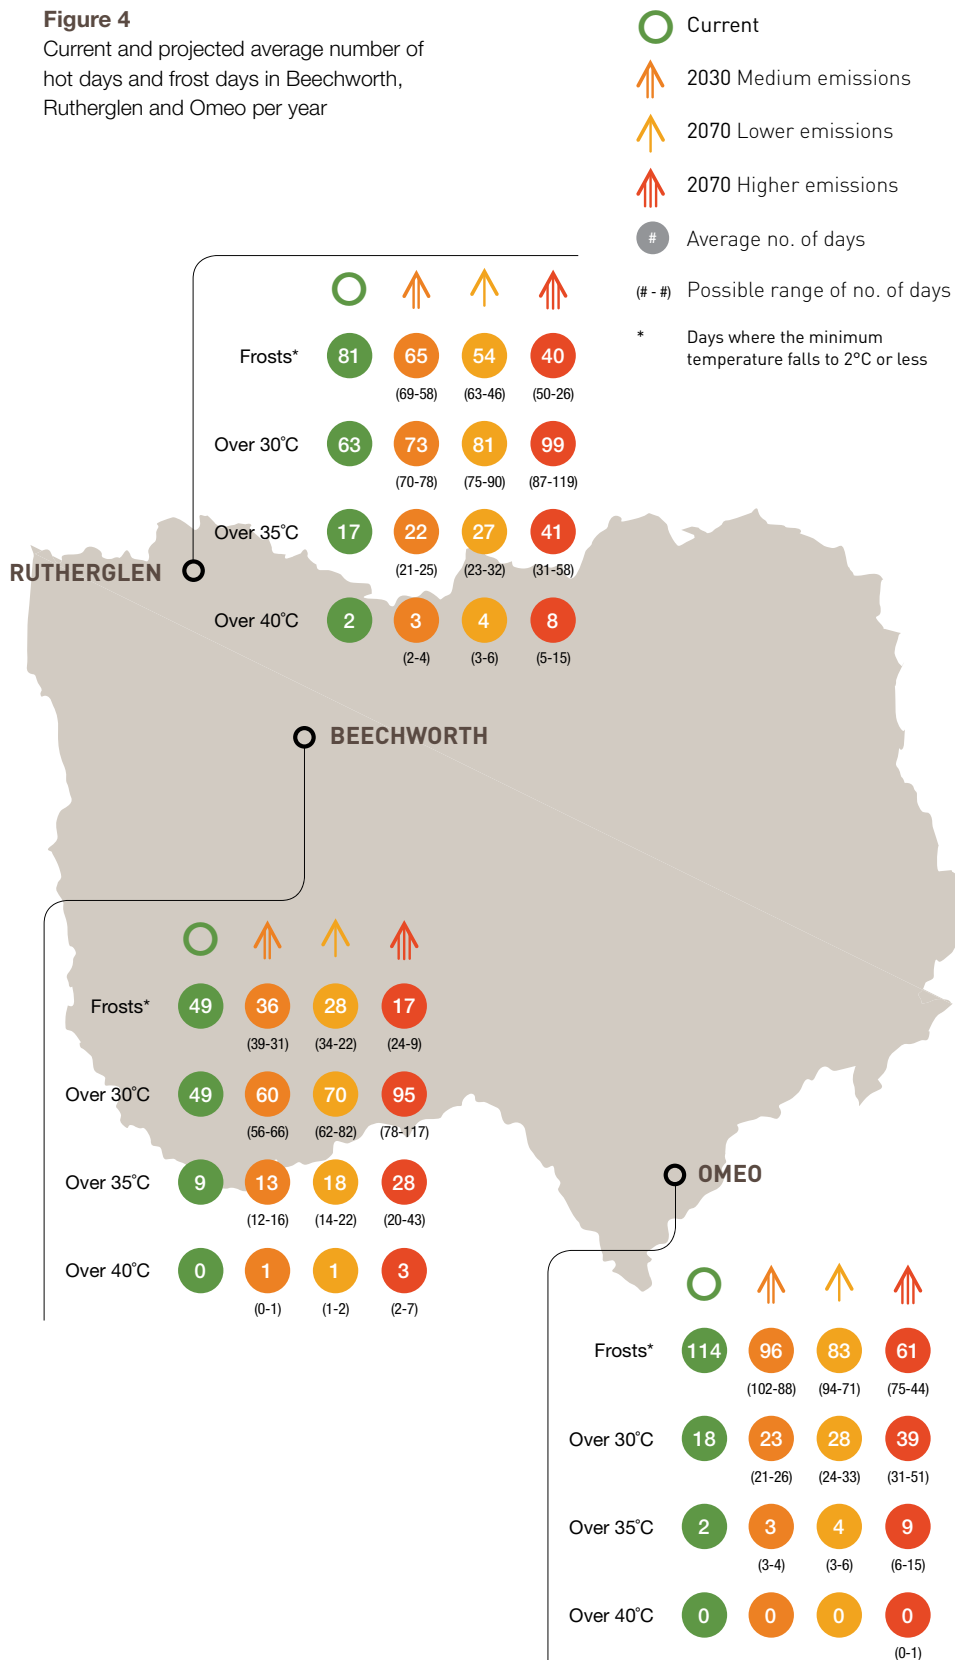 Figure 4
Current and projected average number of
hot days and frost days in Beechworth,
Rutherglen and Omeo per year
Current
2030 Medium emissions
2070 Lower emissions
2070 Higher emissions
# Average no. of days
(# - #) Possible range of no. of days
* Days where the minimum
temperature falls to 2°C or less
Frosts* 81 65 54 40
(69-58) (63-46) (50-26)
Over 30°C 63 73 81 99
(70-78) (75-90) (87-119)
Over 35°C 17 22 27 41
(21-25) (23-32) (31-58)
RUTHERGLEN
Over 40°C 2 3 4 8
(2-4) (3-6) (5-15)
BEECHWORTH
Frosts* 49 36 28 17
(39-31) (34-22) (24-9)
Over 30°C 49 60 70 95
(56-66) (62-82) (78-117)
Over 35°C 9 13 18 28
(12-16) (14-22) (20-43)
Over 40°C 0 1 1 3
(0-1) (1-2) (2-7)
OMEO
Frosts* 114 96 83 61
(102-88) (94-71) (75-44)
Over 30°C 18 23 28 39
(21-26) (24-33) (31-51)
Over 35°C 2 3 4 9
(3-4) (3-6) (6-15)
Over 40°C 0 0 0 0
(0-1)